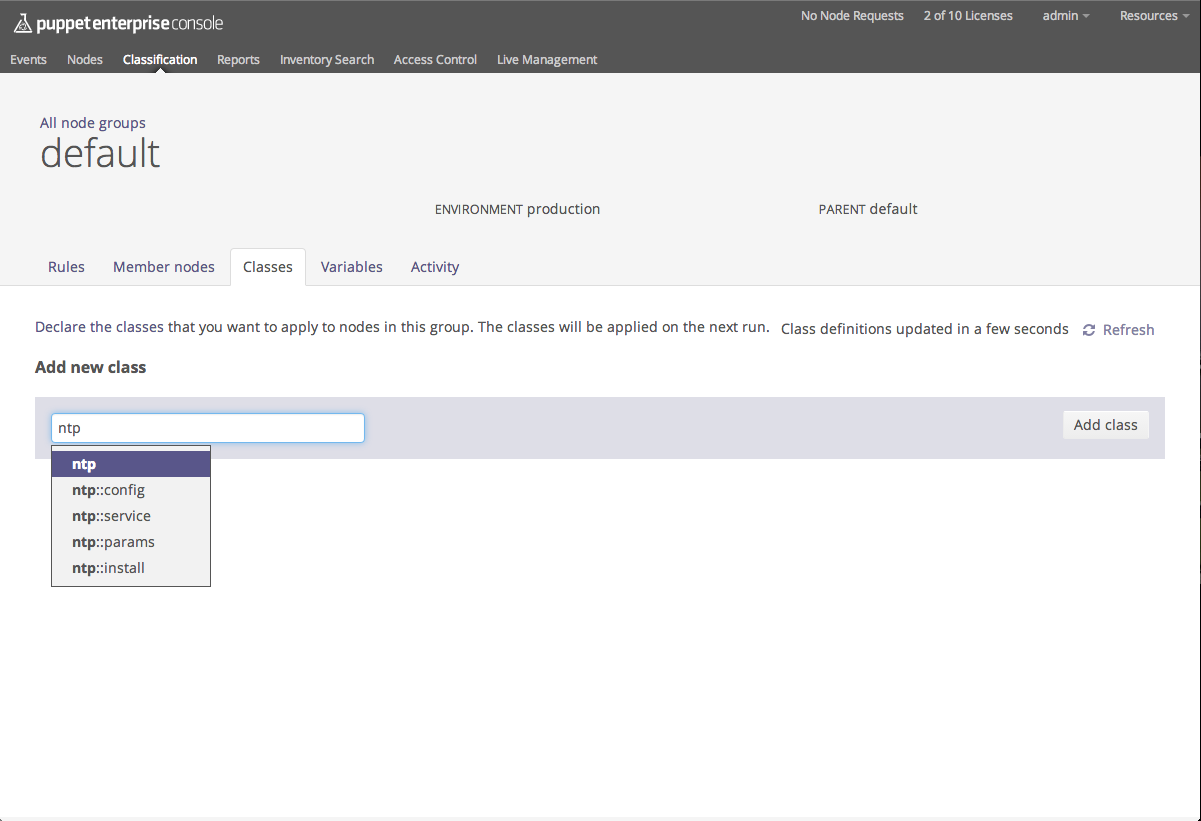 puppetenterpriseconsole
No Node Requests 2 of 10 Licenses admin Resources
Events Nodes Classification Reports Inventory Search Access Control Live Management
All node groups
default
ENVIRONMENT production PARENT default
Rules Member nodes Classes Variables Activity
Declare the classes that you want to apply to nodes in this group. The classes will be applied on the next run. Class definitions updated in a few seconds Refresh
Add new class
ntp Add class
ntp
ntp::config
ntp::service
ntp::params
ntp::install